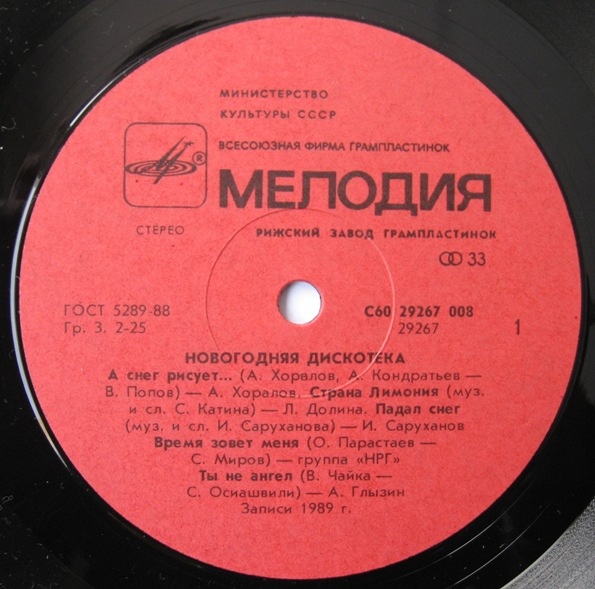 МИНИСТЕРСТВО
КУЛЬТУРЫ СССР
ВСЕСОЮЗНАЯ ФИРМА ГРАМПЛАСТИНОК
®
МЕЛОДИЯ
СТЕРЕО
РИЖСКИЙ ЗАВОД ГРАМПЛАСТИНОК
33
ГОСТ 5289-88
Гр. 3. 2-25
С60 29267 008
29267
1
НОВОГОДНЯЯ ДИСКОТЕКА
А снег рисует... (А. Хоралов, А. Кондратьев —
В. Попов) — А. Хоралов. Страна Лимония (муз.
и сл. С. Катина) — Л. Долина. Падал снег
(муз. и сл. И. Саруханова) — И. Саруханов
Время зовет меня (О. Парастаев —
С. Миров) — группа «НРГ»
Ты не ангел (В. Чайка —
С. Осиашвили) — А. Глызин
Записи 1989 г.